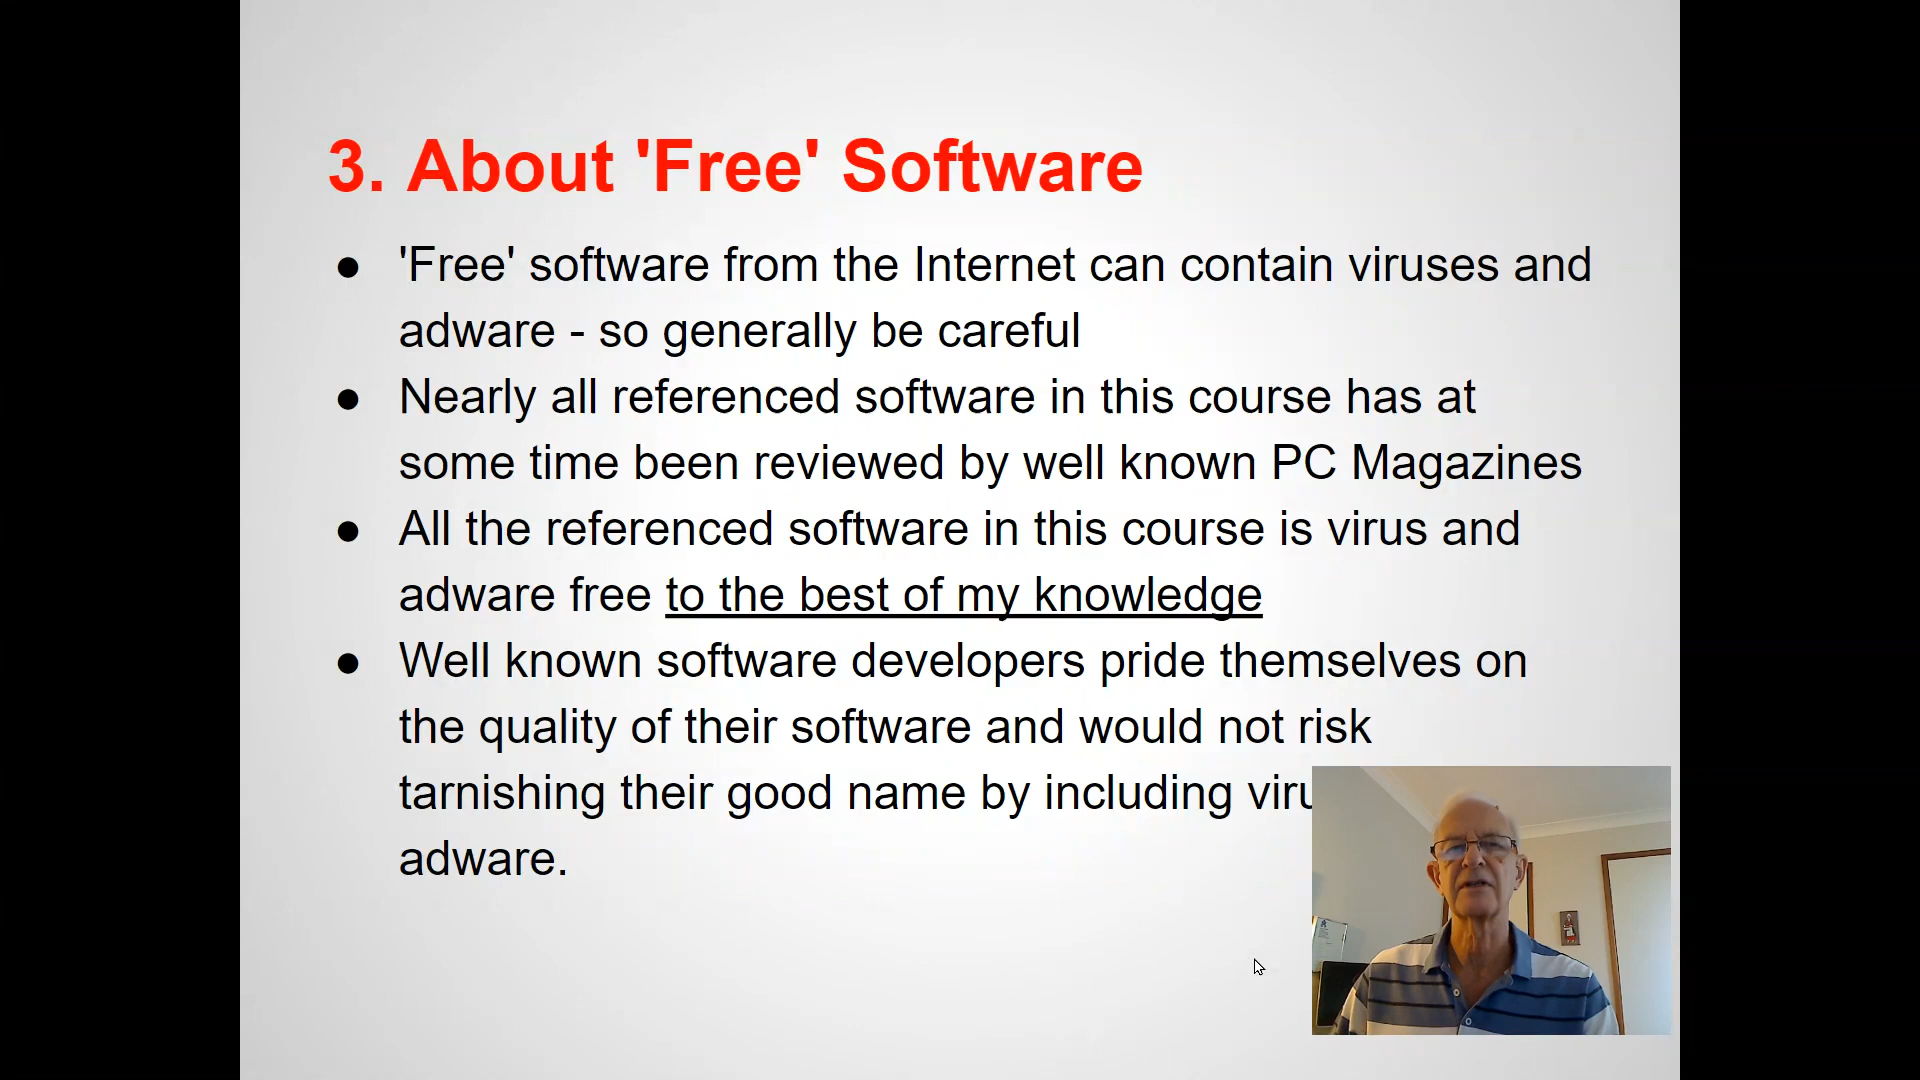 3. About 'Free' Software
● 'Free' software from the Internet can contain viruses and
adware - so generally be careful
● Nearly all referenced software in this course has at
some time been reviewed by well known PC Magazines
● All the referenced software in this course is virus and
adware free to the best of my knowledge
● Well known software developers pride themselves on
the quality of their software and would not risk
tarnishing their good name by including
adware.